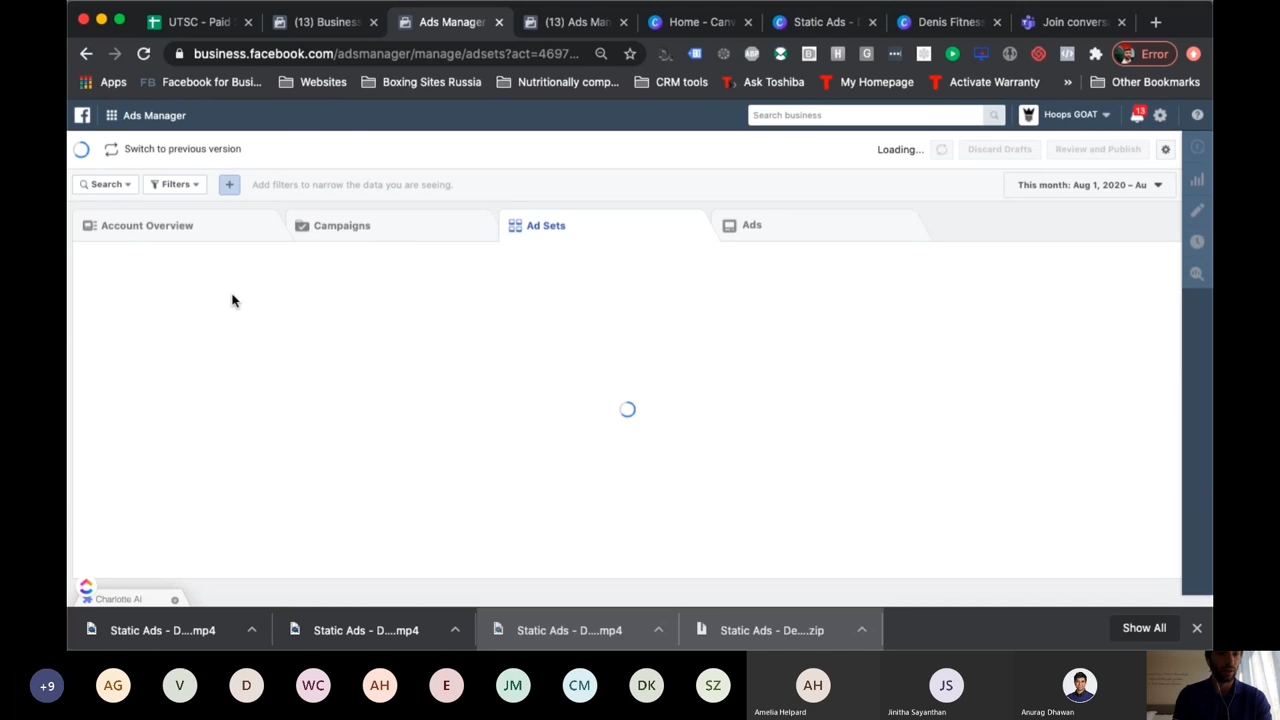 UTSC - Paid
(13) Business
Ads Manager
(13) Ads Man
Home - Canv
Static Ads - D
Denis Fitness
Join convers
business.facebook.com/adsmanager/manage/adsets?act=4697...
Error
Apps
FB Facebook for Busi...
Websites
Boxing Sites Russia
Nutritionally comp...
CRM tools
Ask Toshiba
My Homepage
Activate Warranty
»
Other Bookmarks
Ads Manager
Search business
Hoops GOAT
13
Switch to previous version
Loading...
Discard Drafts
Review and Publish
Search
Filters
+
Add filters to narrow the data you are seeing.
This month: Aug 1, 2020 – Au
Account Overview
Campaigns
Ad Sets
Ads
Charlotte AI
Static Ads - D....mp4
Static Ads - D....mp4
Static Ads - D....mp4
Static Ads - De....zip
Show All
+9
AG
V
D
WC
AH
E
JM
CM
DK
SZ
AH
JS
Amelia Helpard
Jinitha Sayanthan
Anurag Dhawan